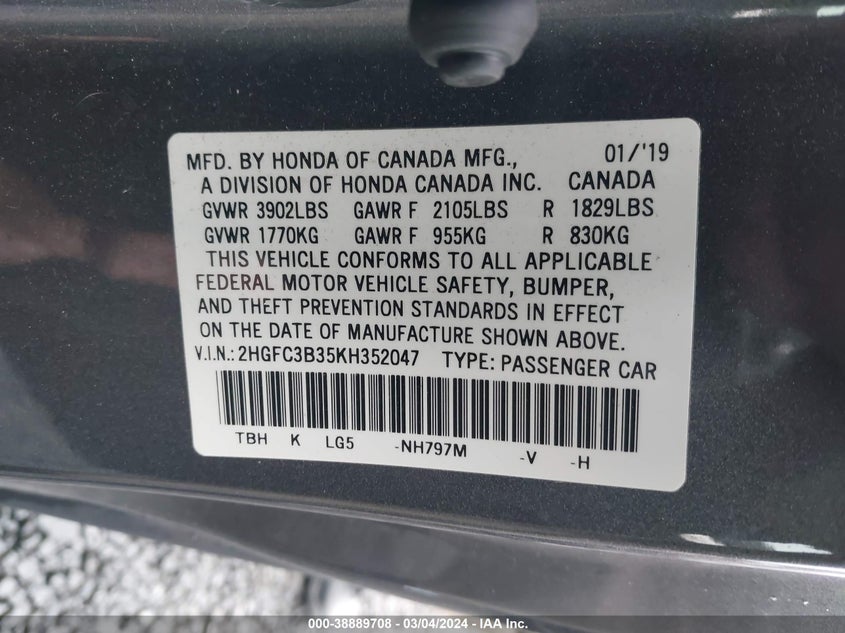 MFD. BY HONDA OF CANADA MFG., 01/'19
A DIVISION OF HONDA CANADA INC. CANADA
GVWR 3902LBS GAWR F 2105LBS R 1829LBS
GVWR 1770KG GAWR F 955KG R 830KG
THIS VEHICLE CONFORMS TO ALL APPLICABLE
FEDERAL MOTOR VEHICLE SAFETY, BUMPER,
AND THEFT PREVENTION STANDARDS IN EFFECT
ON THE DATE OF MANUFACTURE SHOWN ABOVE.
V.I.N.: 2HGFC3B35KH352047 TYPE: PASSENGER CAR
TBH K LG5 -NH797M -V -H
000-38889708 - 03/04/2024 - IAA Inc.